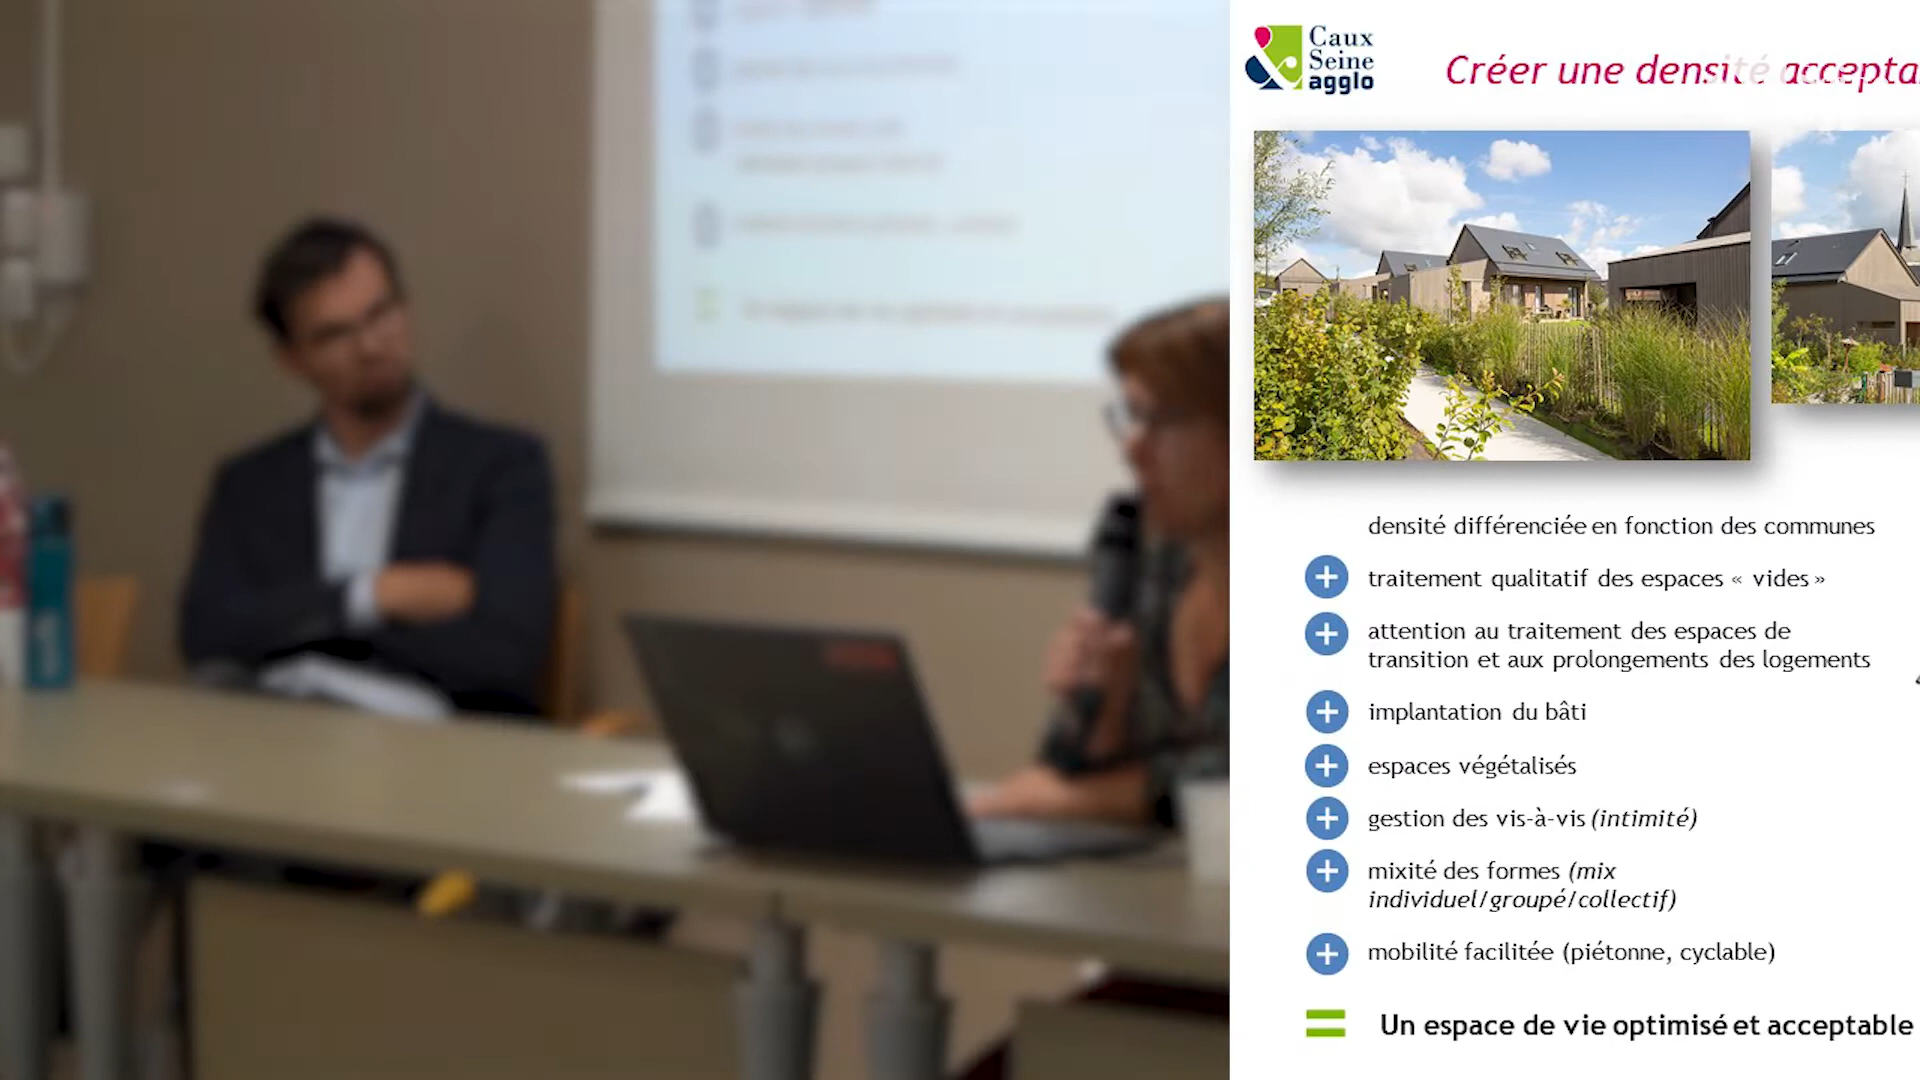 Caux
Seine
agglo
Créer une densité accepta
densité différenciée en fonction des communes
traitement qualitatif des espaces « vides »
attention au traitement des espaces de
transition et aux prolongements des logements
implantation du bâti
espaces végétalisés
gestion des vis-à-vis (intimité)
mixité des formes (mix
individuel/groupé/collectif)
mobilité facilitée (piétonne, cyclable)
Un espace de vie optimisé et acceptable